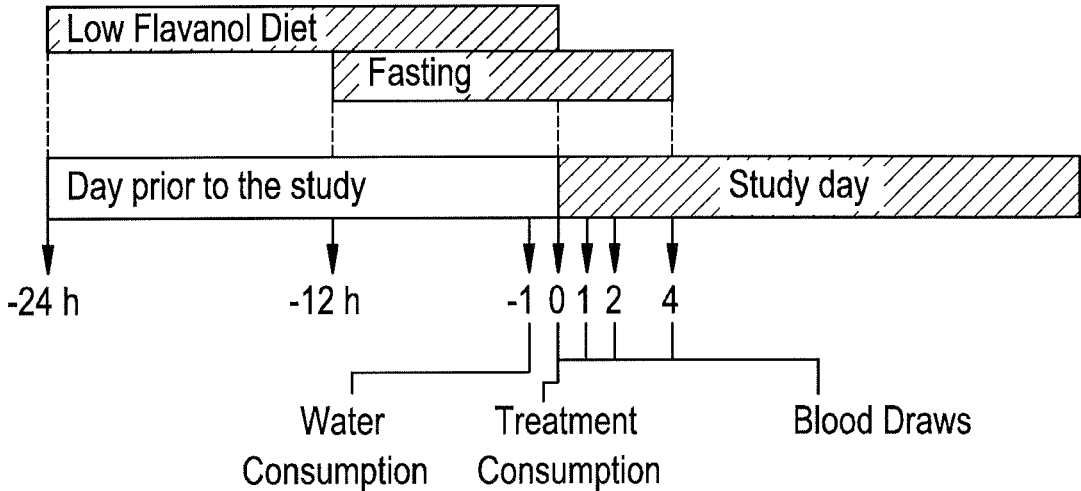 Low Flavanol Diet
Fasting
Day prior to the study
Study day
-24 h
-12 h
-1
0
1
2
4
Water
Consumption
Treatment
Consumption
Blood Draws